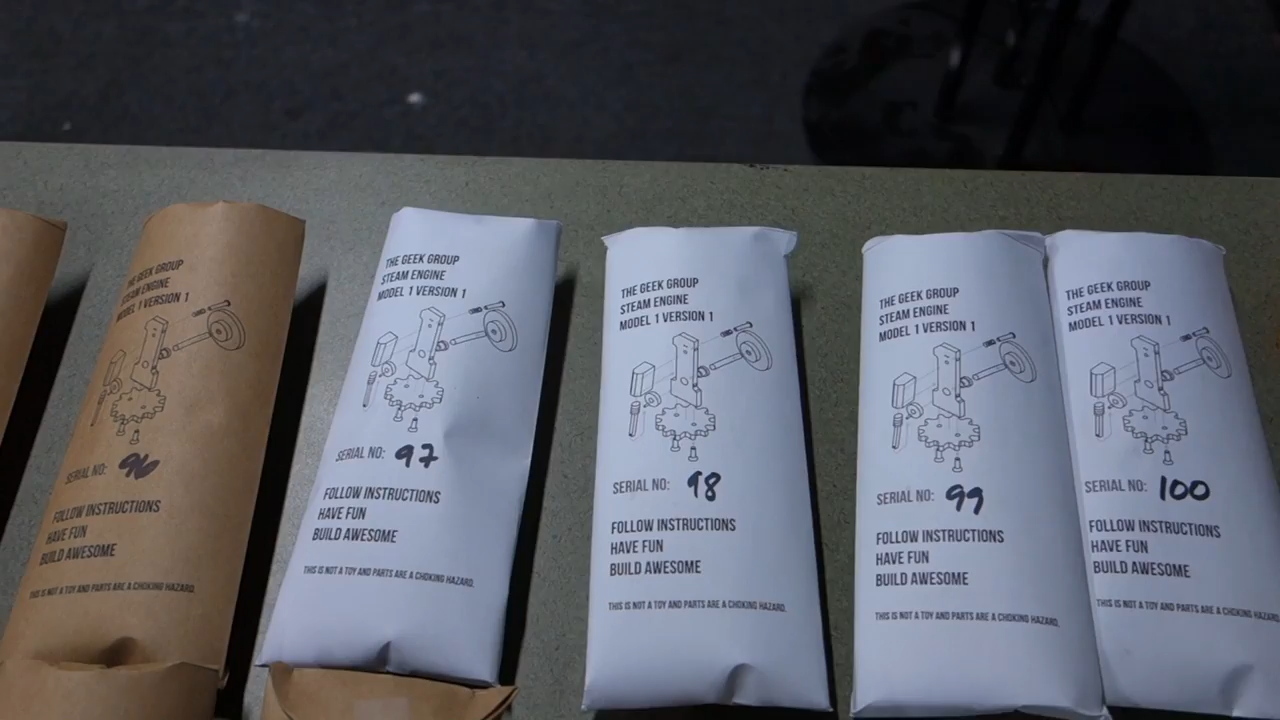 THE GEEK GROUP
STEAM ENGINE
MODEL 1 VERSION 1
SERIAL NO: 96
FOLLOW INSTRUCTIONS
HAVE FUN
BUILD AWESOME
THIS IS NOT A TOY AND PARTS ARE A CHOKING HAZARD.
THE GEEK GROUP
STEAM ENGINE
MODEL 1 VERSION 1
SERIAL NO: 97
FOLLOW INSTRUCTIONS
HAVE FUN
BUILD AWESOME
THIS IS NOT A TOY AND PARTS ARE A CHOKING HAZARD.
THE GEEK GROUP
STEAM ENGINE
MODEL 1 VERSION 1
SERIAL NO: 98
FOLLOW INSTRUCTIONS
HAVE FUN
BUILD AWESOME
THIS IS NOT A TOY AND PARTS ARE A CHOKING HAZARD.
THE GEEK GROUP
STEAM ENGINE
MODEL 1 VERSION 1
SERIAL NO: 99
FOLLOW INSTRUCTIONS
HAVE FUN
BUILD AWESOME
THIS IS NOT A TOY AND PARTS ARE A CHOKING HAZARD.
THE GEEK GROUP
STEAM ENGINE
MODEL 1 VERSION 1
SERIAL NO: 100
FOLLOW INSTRUCTIONS
HAVE FUN
BUILD AWESOME
THIS IS NOT A TOY AND PARTS ARE A CHOKING HAZARD